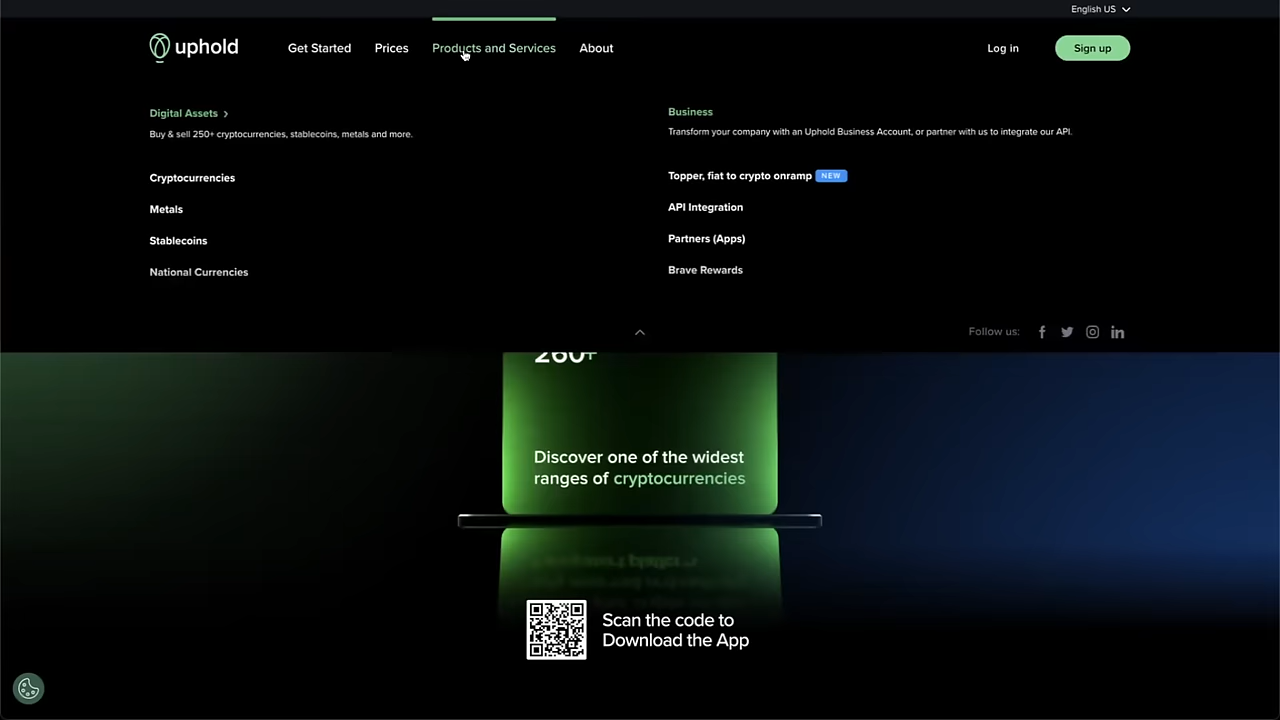 English US
uphold
Get Started
Prices
Products and Services
About
Log in
Sign up
Digital Assets
Buy & sell 250+ cryptocurrencies, stablecoins, metals and more.
Cryptocurrencies
Metals
Stablecoins
National Currencies
Business
Transform your company with an Uphold Business Account, or partner with us to integrate our API.
Topper, fiat to crypto onramp NEW
API Integration
Partners (Apps)
Brave Rewards
Follow us:
260+
Discover one of the widest
ranges of cryptocurrencies
Scan the code to
Download the App